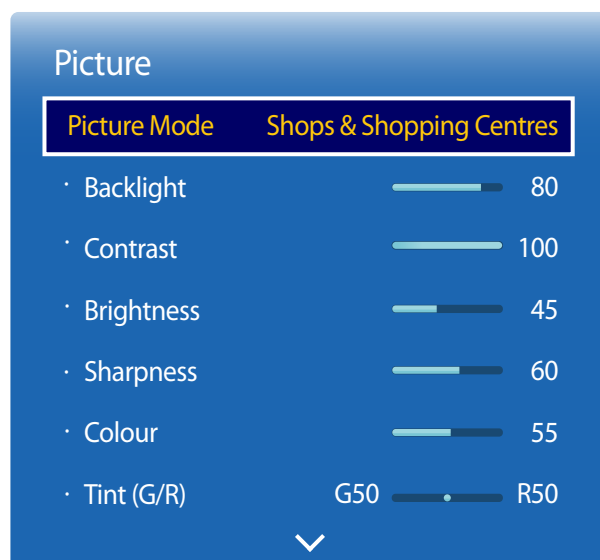 Picture
Picture Mode Shops & Shopping Centres
· Backlight 80
· Contrast 100
· Brightness 45
· Sharpness 60
· Colour 55
· Tint (G/R) G50 R50